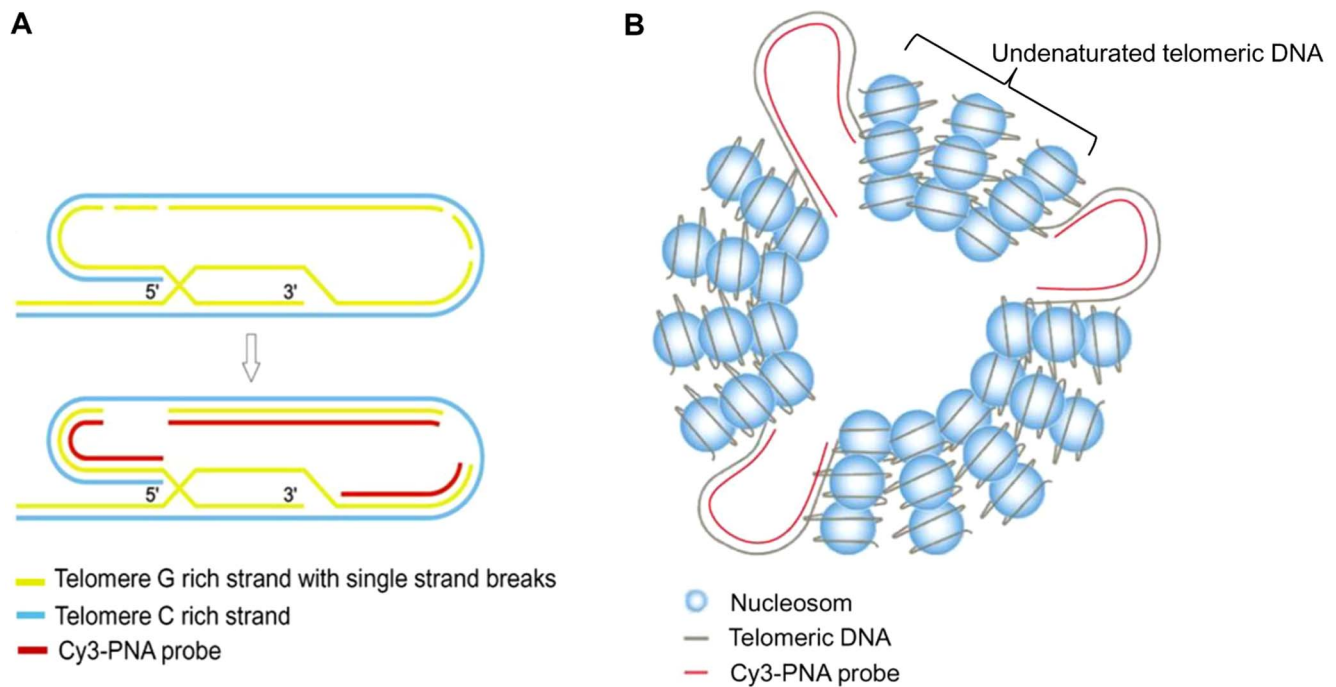 A
5'
3'
5'
3'
Telomere G rich strand with single strand breaks
Telomere C rich strand
Cy3-PNA probe
B
Undenaturated telomeric DNA
Nucleosom
Telomeric DNA
Cy3-PNA probe